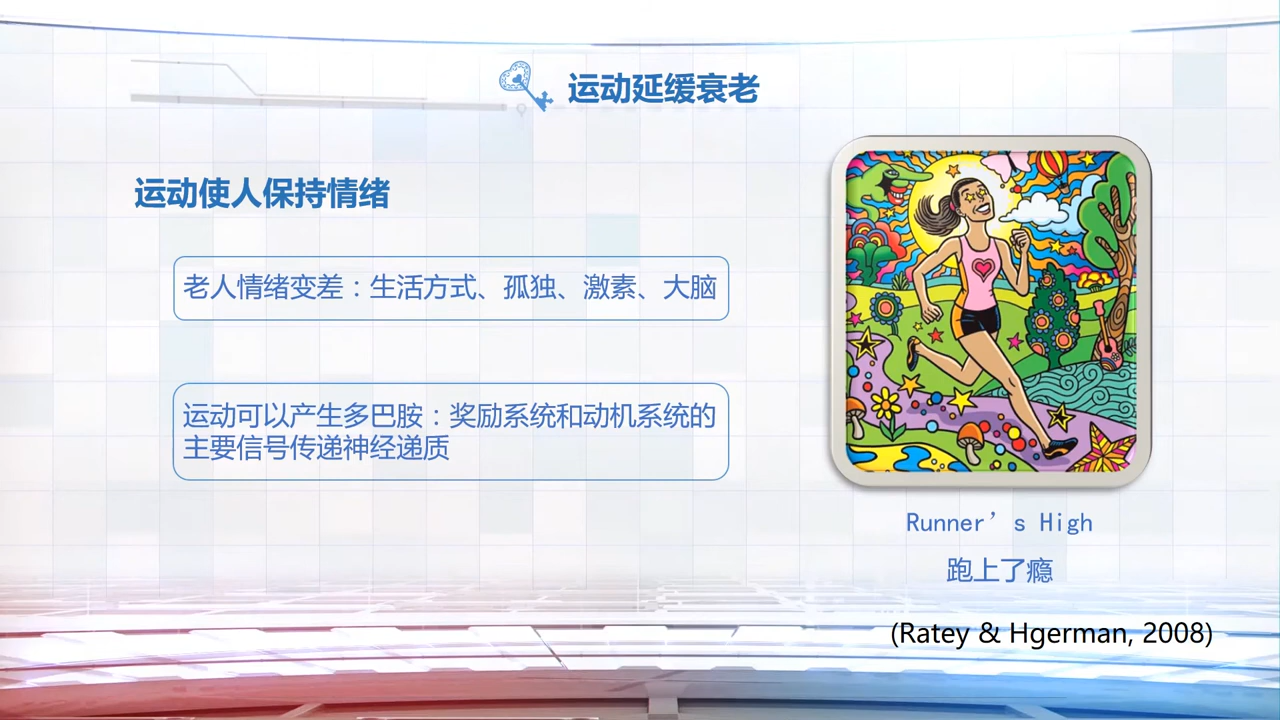 运动延缓衰老
运动使人保持情绪
老人情绪变差：生活方式、孤独、激素、大脑
运动可以产生多巴胺：奖励系统和动机系统的
主要信号传递神经递质
Runner’s High
跑上了瘾
(Ratey & Hgerman, 2008)